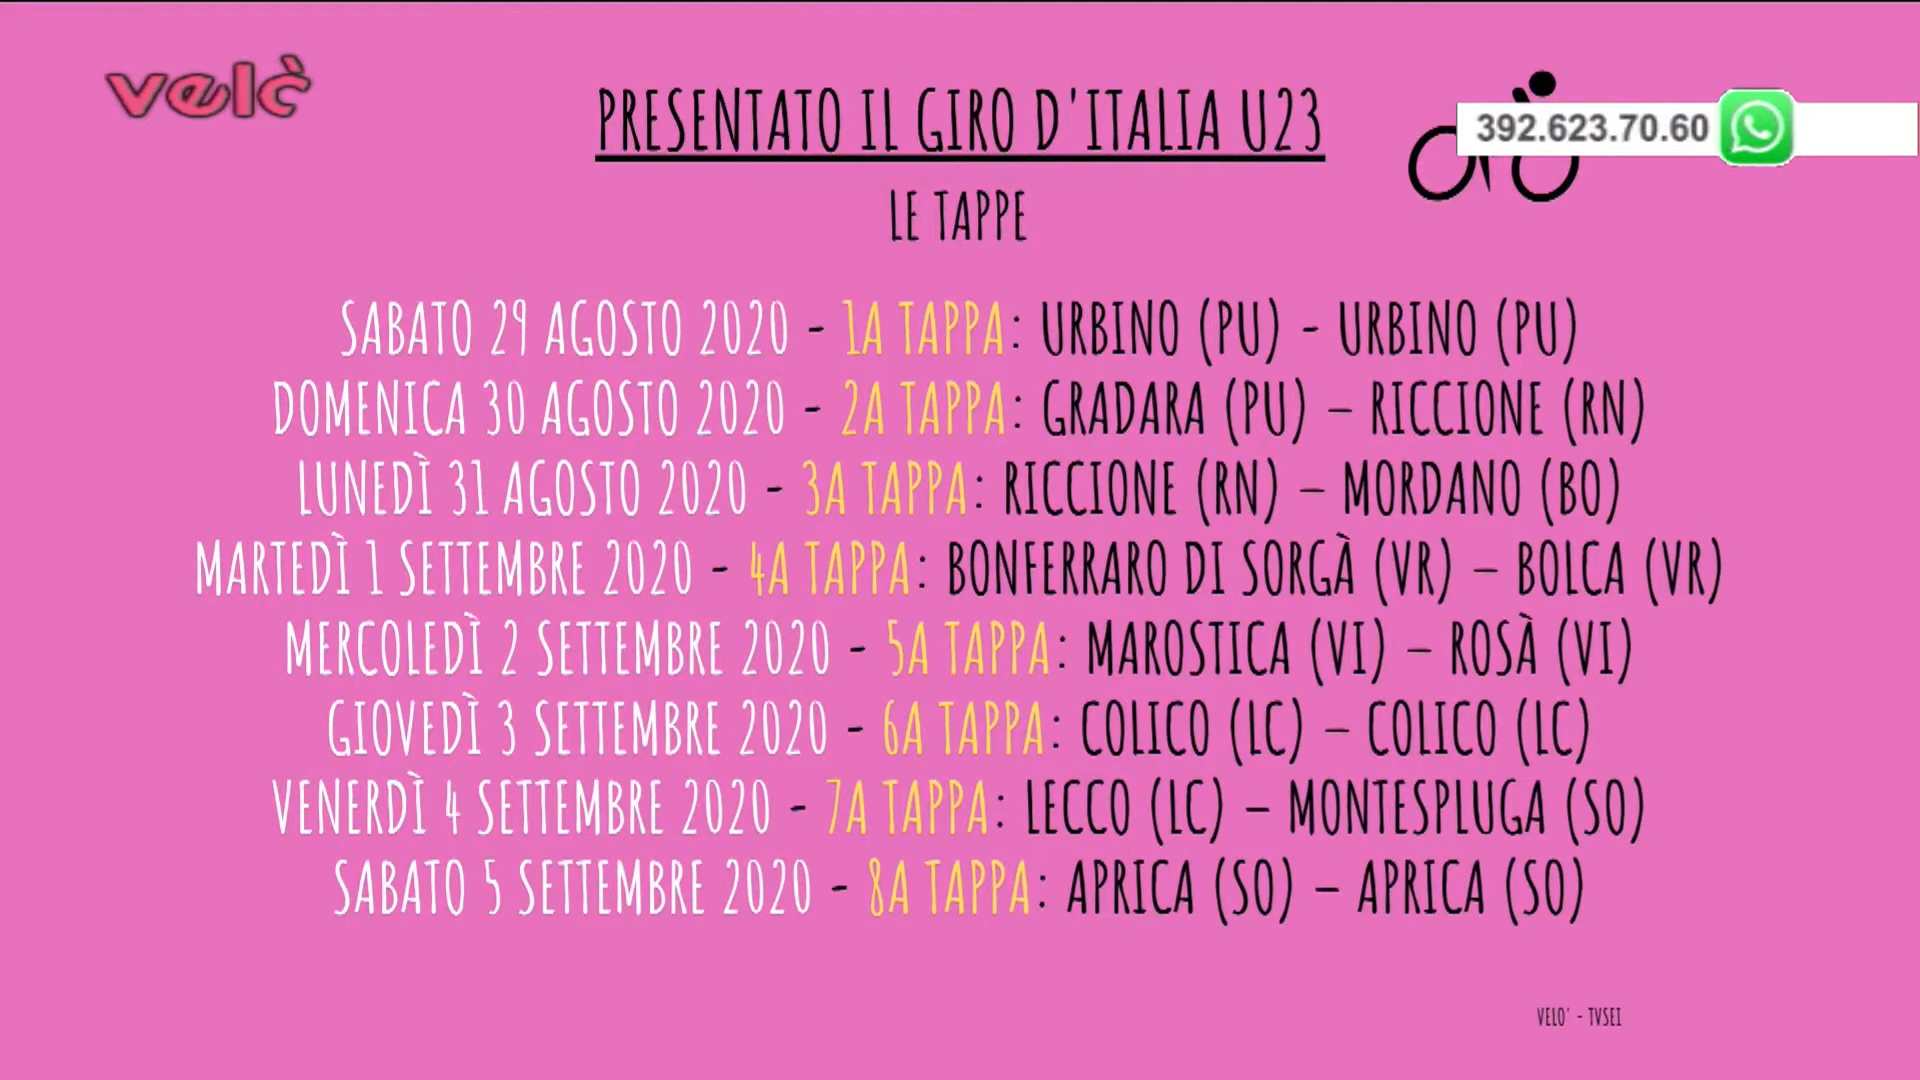 velò
PRESENTATO IL GIRO D'ITALIA U23
392.623.70.60
LE TAPPE
SABATO 29 AGOSTO 2020 - 1A TAPPA: URBINO (PU) - URBINO (PU)
DOMENICA 30 AGOSTO 2020 - 2A TAPPA: GRADARA (PU) – RICCIONE (RN)
LUNEDÌ 31 AGOSTO 2020 - 3A TAPPA: RICCIONE (RN) – MORDANO (BO)
MARTEDÌ 1 SETTEMBRE 2020 - 4A TAPPA: BONFERRARO DI SORGÀ (VR) – BOLCA (VR)
MERCOLEDÌ 2 SETTEMBRE 2020 - 5A TAPPA: MAROSTICA (VI) – ROSÀ (VI)
GIOVEDÌ 3 SETTEMBRE 2020 - 6A TAPPA: COLICO (LC) – COLICO (LC)
VENERDÌ 4 SETTEMBRE 2020 - 7A TAPPA: LECCO (LC) – MONTESPLUGA (SO)
SABATO 5 SETTEMBRE 2020 - 8A TAPPA: APRICA (SO) – APRICA (SO)
VELO' - TVSEI